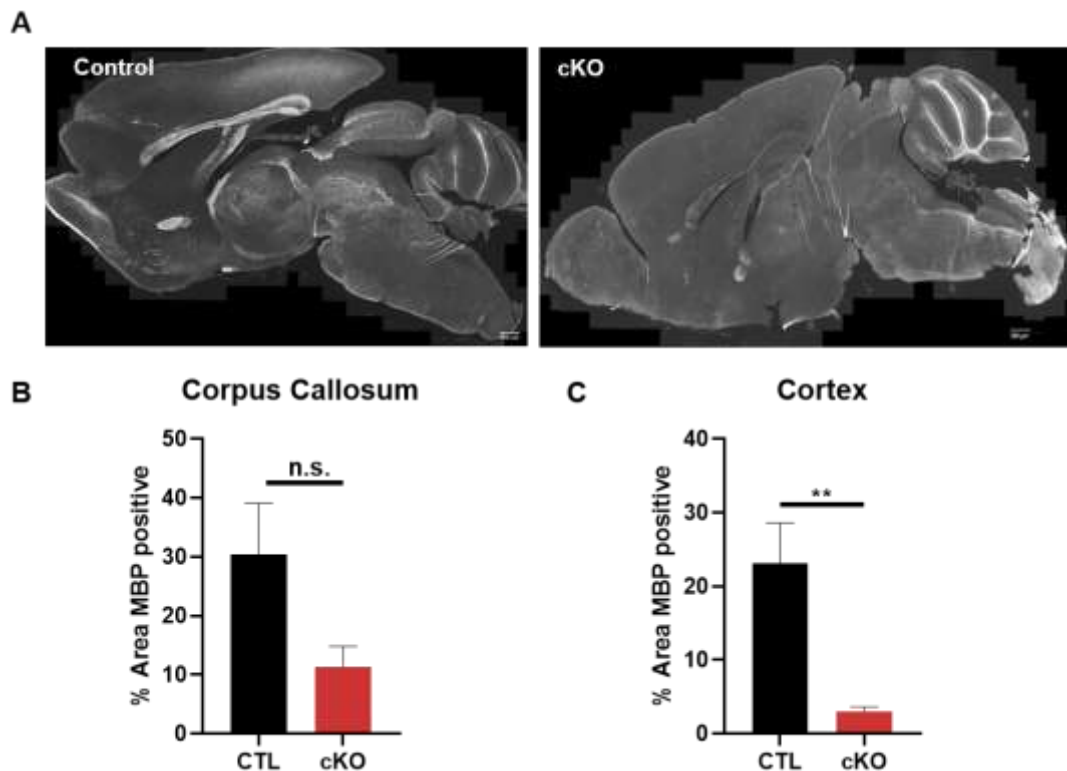 A
Control
cKO
B
Corpus Callosum
% Area MBP positive
50
40
30
20
10
0
n.s.
CTL
cKO
C
Cortex
% Area MBP positive
40
30
20
10
0
**
CTL
cKO